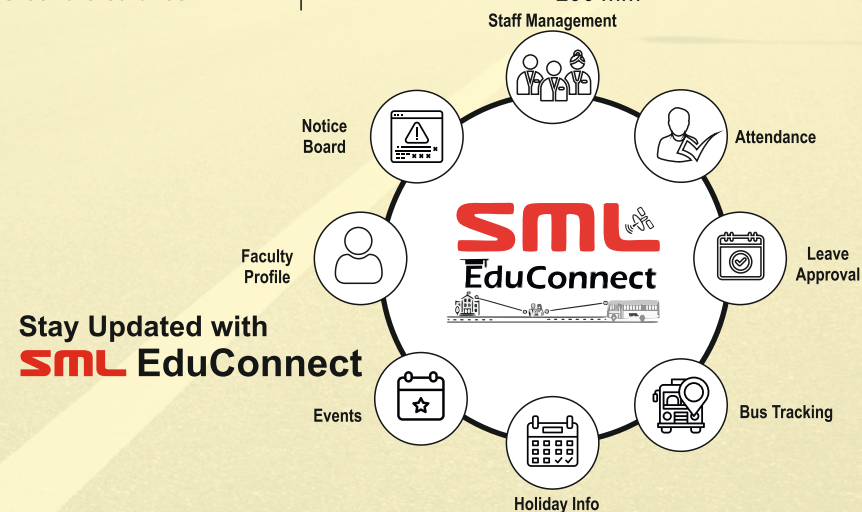 Staff Management
Notice
Board
Attendance
Faculty
Profile
SML
EduConnect
Leave
Approval
Stay Updated with
SML EduConnect
Events
Bus Tracking
Holiday Info